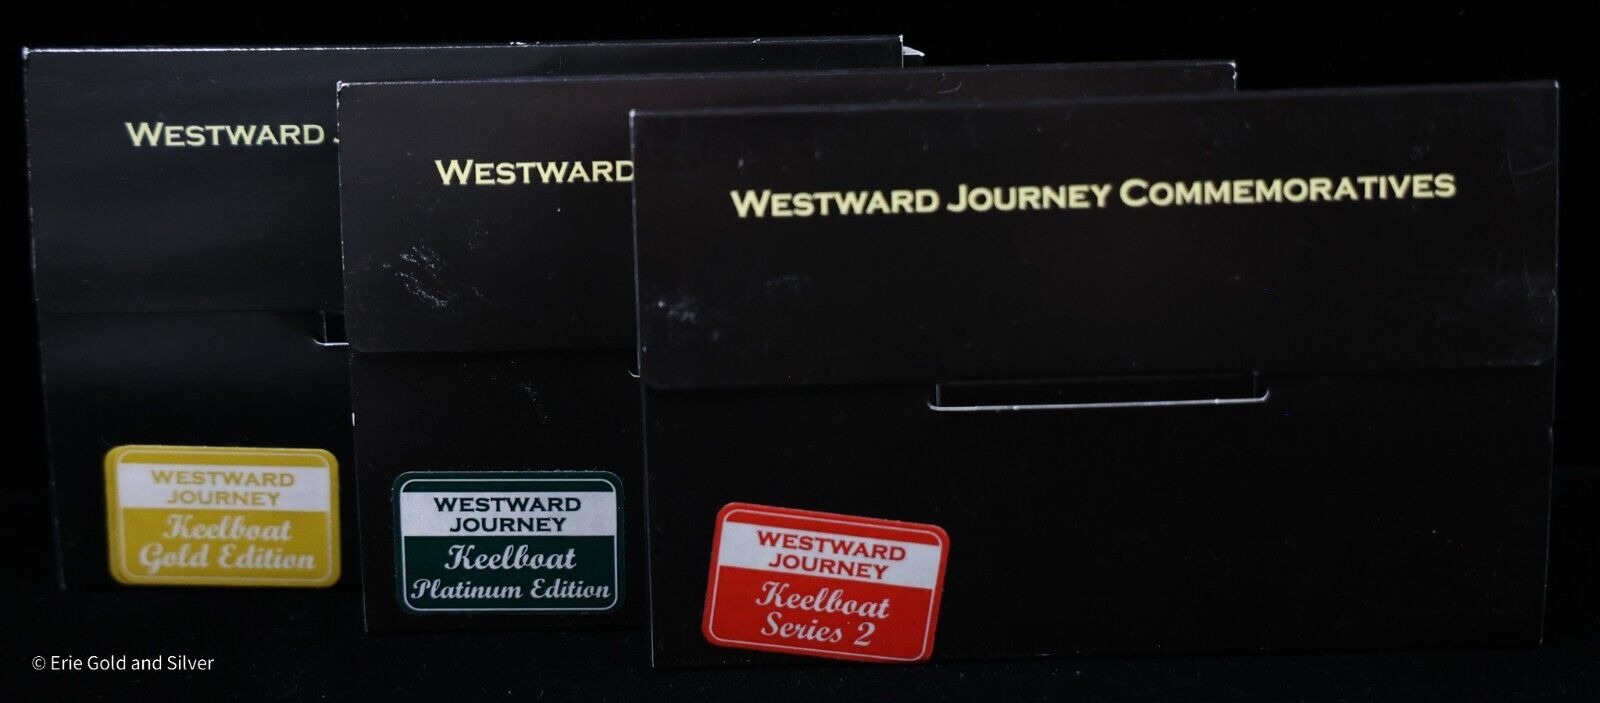 WESTWARD J
WESTWARD
WESTWARD JOURNEY COMMEMORATIVES
WESTWARD
JOURNEY
Keelboat
Gold Edition
WESTWARD
JOURNEY
Keelboat
Platinum Edition
WESTWARD
JOURNEY
Keelboat
Series 2
© Erie Gold and Silver